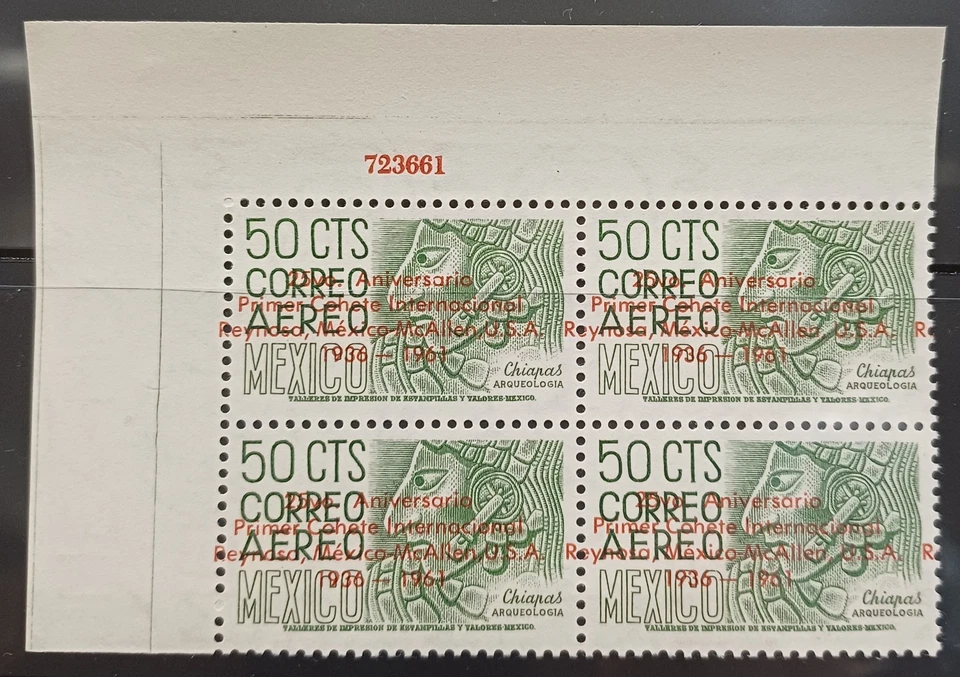 723661
50 CTS
CORREO
AEREO
MEXICO
25vo. Aniversario
Primer Cohete Internacional
Reynosa, México-McAllen, U.S.A.
1936 — 1961
Chiapas
ARQUEOLOGIA
TALLERES DE IMPRESION DE ESTAMPILLAS Y VALORES-MEXICO.
50 CTS
CORREO
AEREO
MEXICO
25vo. Aniversario
Primer Cohete Internacional
Reynosa, México-McAllen, U.S.A.
1936 — 1961
R
Chiapas
ARQUEOLOGIA
TALLERES DE IMPRESION DE ESTAMPILLAS Y VALORES-MEXICO.
50 CTS
CORREO
AEREO
MEXICO
25vo. Aniversario
Primer Cohete Internacional
Reynosa, México-McAllen, U.S.A.
1936 — 1961
Chiapas
ARQUEOLOGIA
TALLERES DE IMPRESION DE ESTAMPILLAS Y VALORES-MEXICO.
50 CTS
CORREO
AEREO
MEXICO
25vo. Aniversario
Primer Cohete Internacional
Reynosa, México-McAllen, U.S.A.
1936 — 1961
R
Chiapas
ARQUEOLOGIA
TALLERES DE IMPRESION DE ESTAMPILLAS Y VALORES-MEXICO.